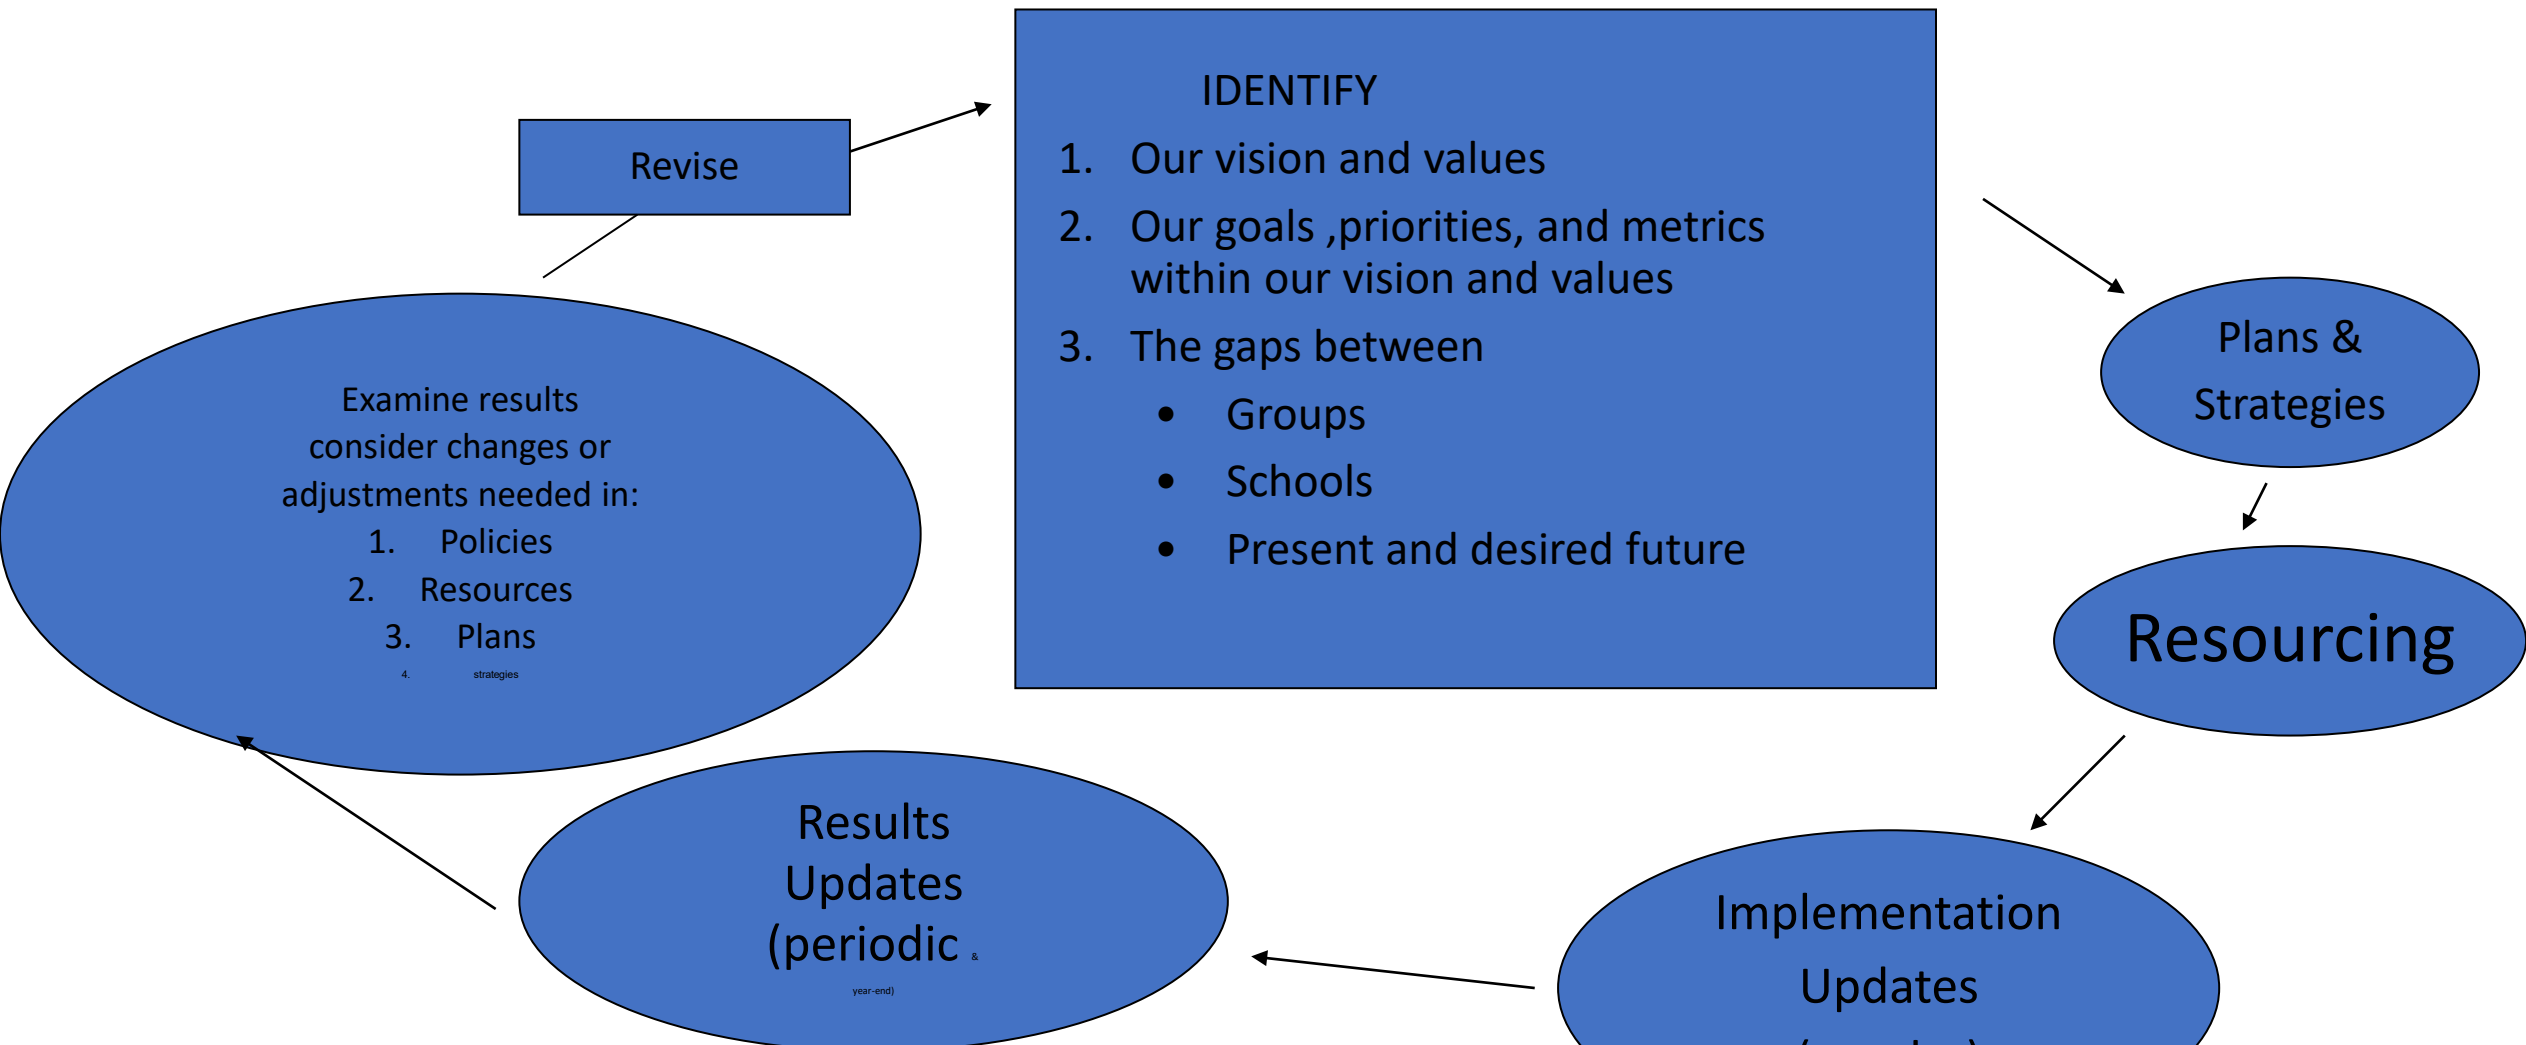 Revise
IDENTIFY
1. Our vision and values
2. Our goals ,priorities, and metrics
within our vision and values
3. The gaps between
• Groups
• Schools
• Present and desired future
Plans &
Strategies
Resourcing
Implementation
Updates
Results
Updates
(periodic &
year-end)
Examine results
consider changes or
adjustments needed in:
1. Policies
2. Resources
3. Plans
4. strategies